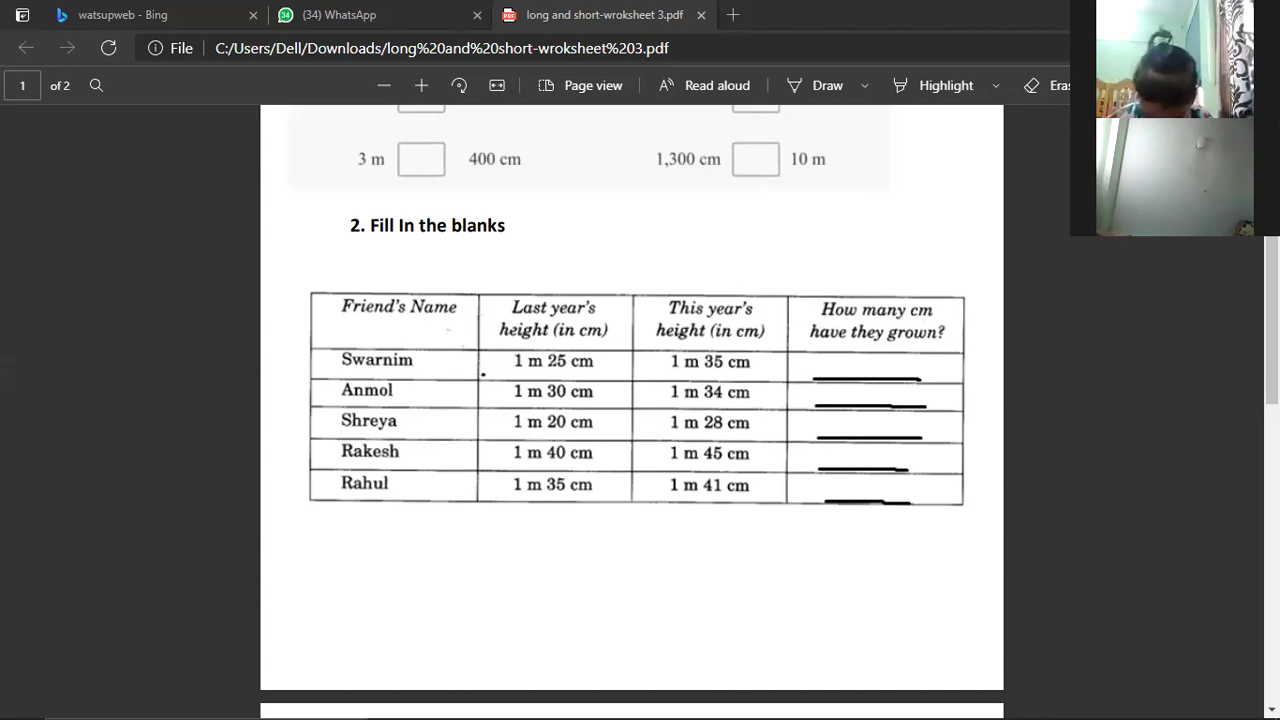 watsupweb - Bing
(34) WhatsApp
long and short-wroksheet 3.pdf
File C:/Users/Dell/Downloads/long%20and%20short-wroksheet%203.pdf
1 of 2 Page view Read aloud Draw Highlight Eras
3 m 400 cm 1,300 cm 10 m
2. Fill In the blanks
Friend's Name Last year's height (in cm) This year's height (in cm) How many cm have they grown?
Swarnim 1 m 25 cm 1 m 35 cm
Anmol 1 m 30 cm 1 m 34 cm
Shreya 1 m 20 cm 1 m 28 cm
Rakesh 1 m 40 cm 1 m 45 cm
Rahul 1 m 35 cm 1 m 41 cm